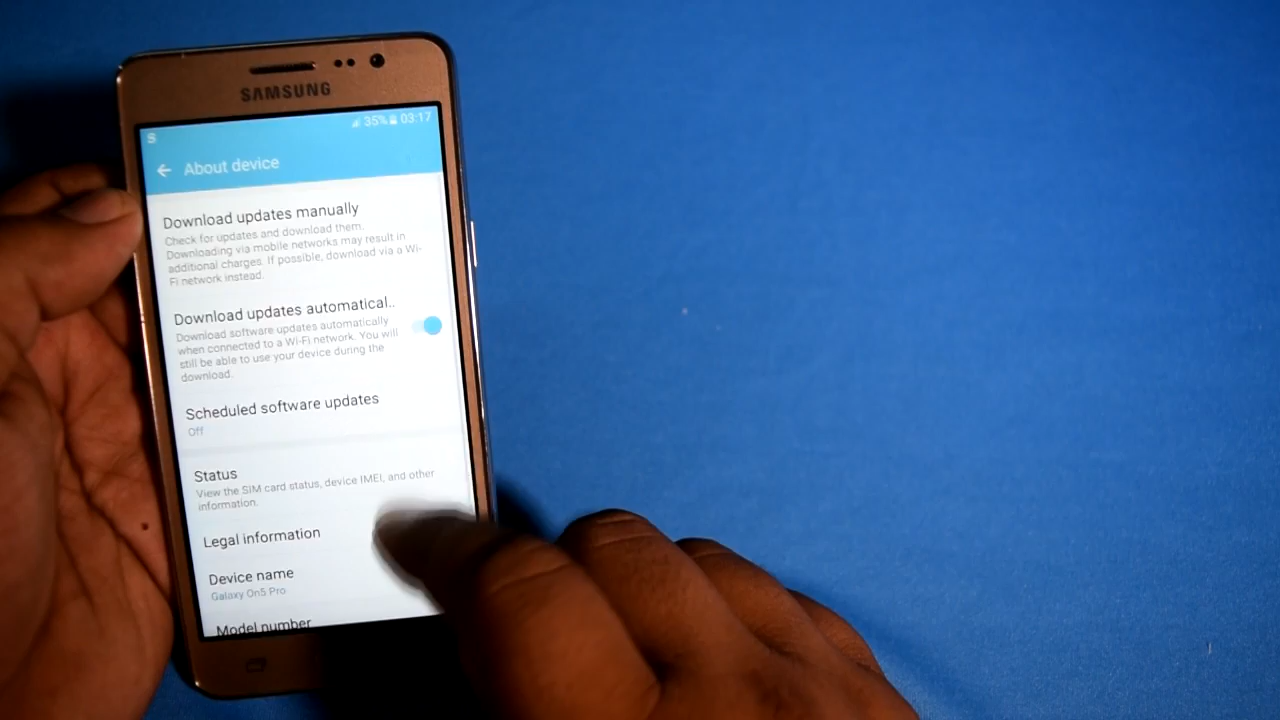 SAMSUNG
S 35% 03:17
About device
Download updates manually
Check for updates and download them.
Downloading via mobile networks may result in
additional charges. If possible, download via a Wi-
Fi network instead.
Download updates automatical..
Download software updates automatically
when connected to a Wi-Fi network. You will
still be able to use your device during the
download.
Scheduled software updates
Off
Status
View the SIM card status, device IMEI, and other
information.
Legal information
Device name
Galaxy On5 Pro
Model number